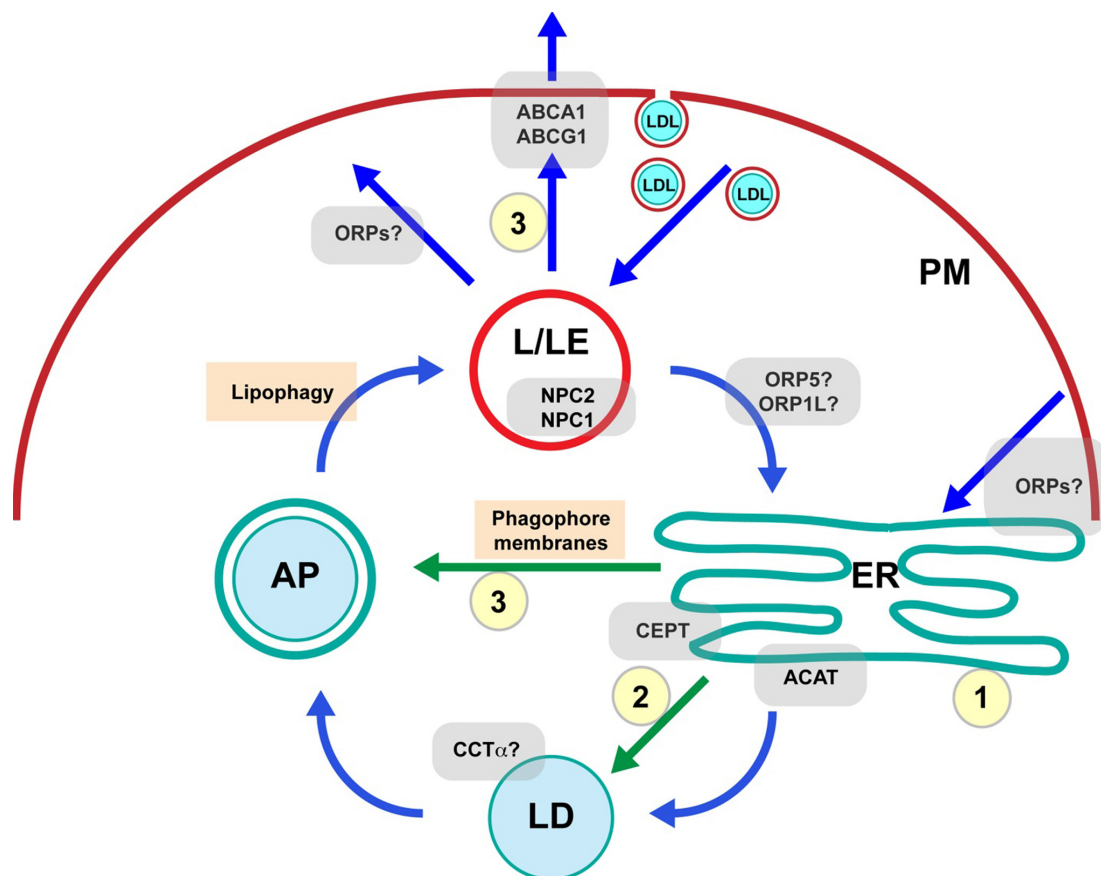 ABCA1
ABCG1
LDL
LDL
LDL
3
ORPs?
PM
L/LE
NPC2
NPC1
Lipophagy
ORP5?
ORP1L?
ORPs?
Phagophore
membranes
AP
3
ER
CEPT
ACAT
2
1
CCTα?
LD